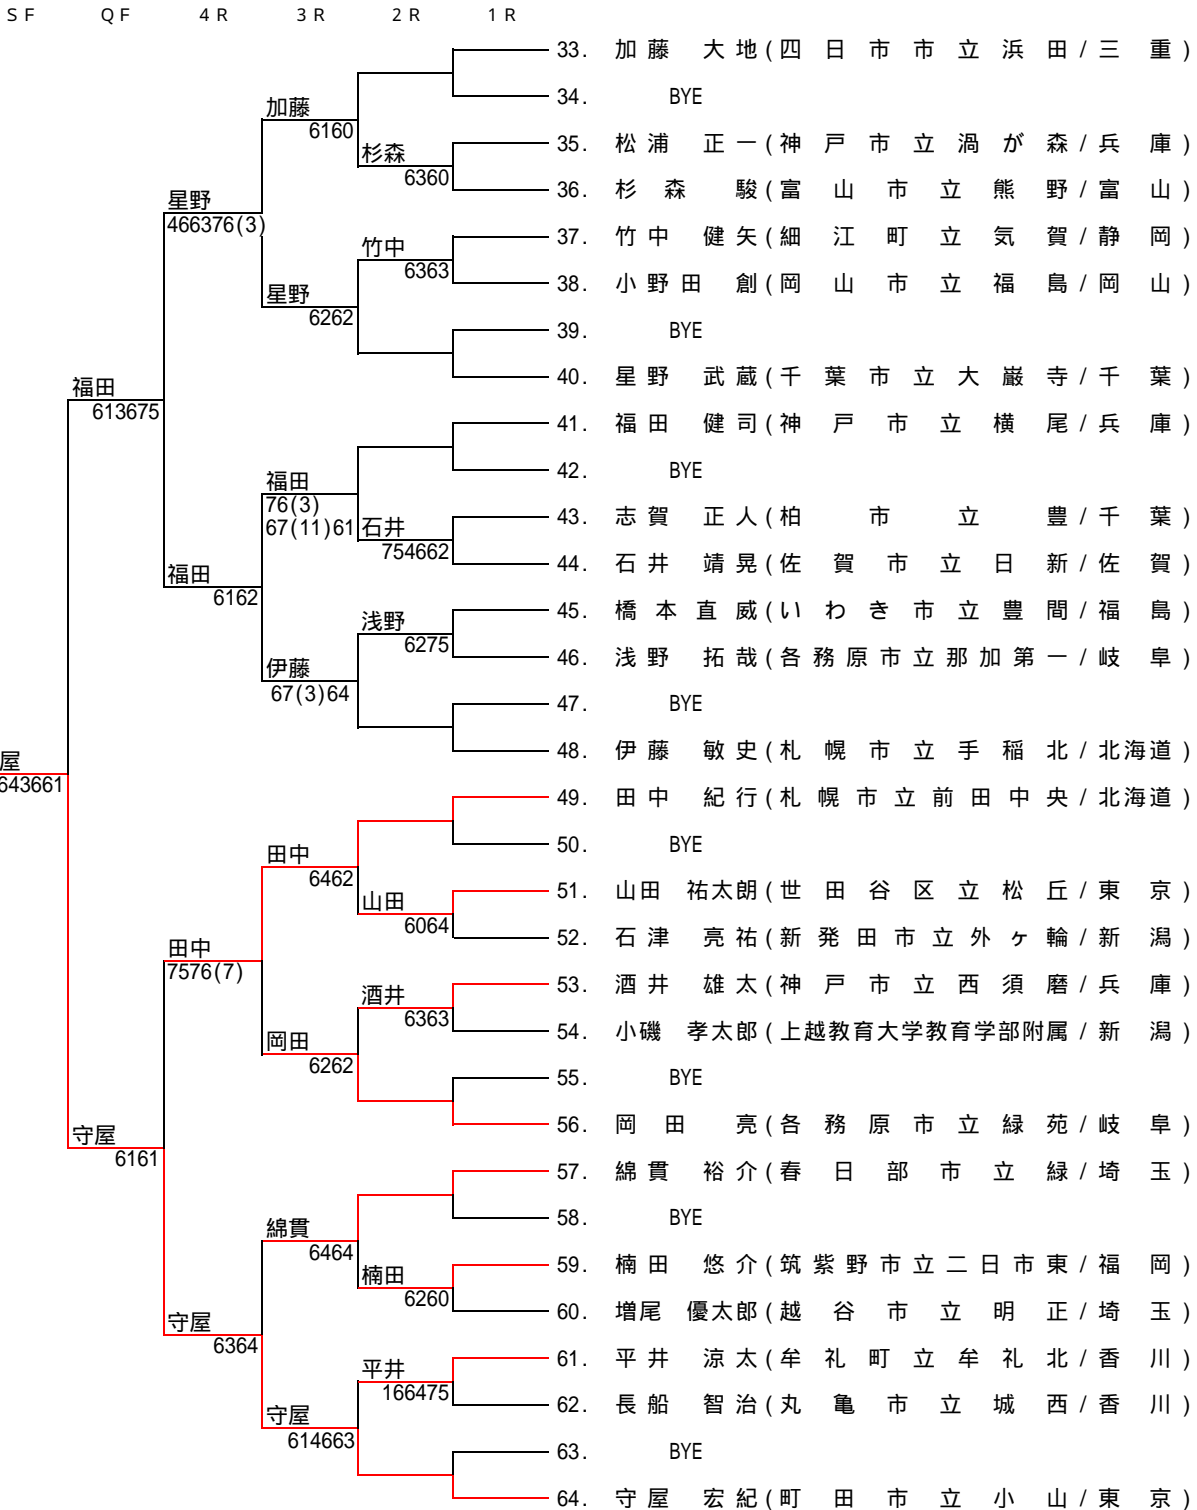 SF QF 4R 3R 2R 1R
33. 加藤 大地(四日市市立浜田/三重)
34. BYE
加藤
6160
35. 松浦 正一(神戸市立渦が森/兵庫)
杉森
6360
36. 杉森 駿(富山市立熊野/富山)
星野
466376(3)
37. 竹中 健矢(細江町立気賀/静岡)
竹中
6363
38. 小野田 創(岡山市立福島/岡山)
星野
6262
39. BYE
40. 星野 武蔵(千葉市立大巌寺/千葉)
福田
613675
41. 福田 健司(神戸市立横尾/兵庫)
42. BYE
福田
76(3)
67(11)61
43. 志賀 正人(柏市立豊/千葉)
石井
754662
44. 石井 靖晃(佐賀市立日新/佐賀)
福田
6162
45. 橋本 直威(いわき市立豊間/福島)
浅野
6275
46. 浅野 拓哉(各務原市立那加第一/岐阜)
伊藤
67(3)64
47. BYE
48. 伊藤 敏史(札幌市立手稲北/北海道)
屋
643661
49. 田中 紀行(札幌市立前田中央/北海道)
50. BYE
田中
6462
51. 山田 祐太朗(世田谷区立松丘/東京)
山田
6064
52. 石津 亮祐(新発田市立外ヶ輪/新潟)
田中
7576(7)
53. 酒井 雄太(神戸市立西須磨/兵庫)
酒井
6363
54. 小磯 孝太郎(上越教育大学教育学部附属/新潟)
岡田
6262
55. BYE
56. 岡田 亮(各務原市立緑苑/岐阜)
守屋
6161
57. 綿貫 裕介(春日部市立緑/埼玉)
58. BYE
綿貫
6464
59. 楠田 悠介(筑紫野市立二日市東/福岡)
楠田
6260
60. 増尾 優太郎(越谷市立明正/埼玉)
守屋
6364
61. 平井 涼太(牟礼町立牟礼北/香川)
平井
166475
62. 長船 智治(丸亀市立城西/香川)
守屋
614663
63. BYE
64. 守屋 宏紀(町田市立小山/東京)